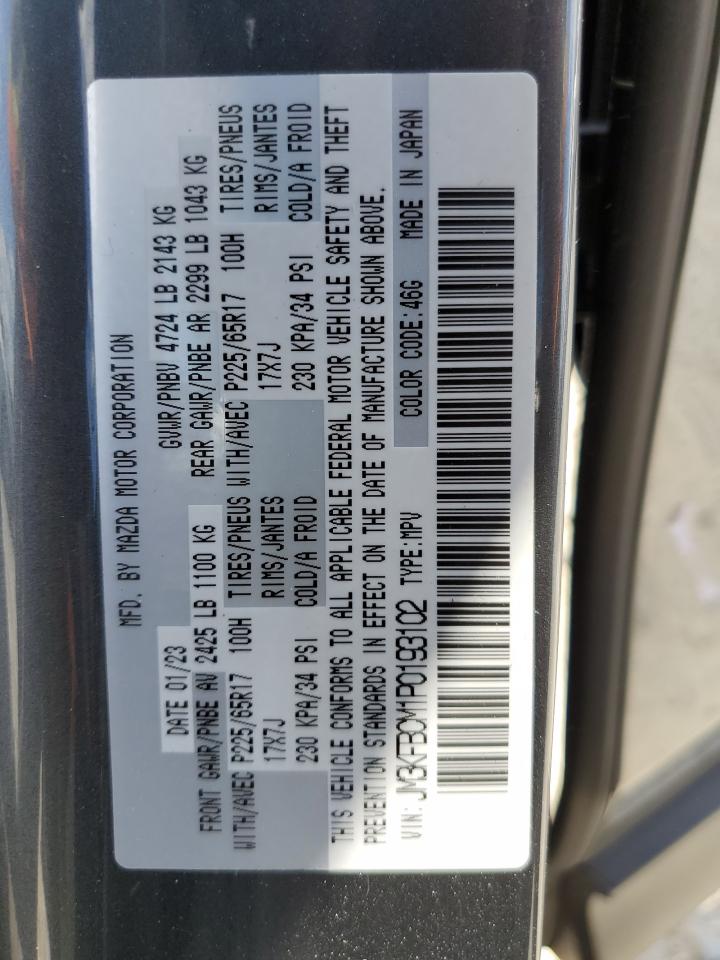 MFD. BY MAZDA MOTOR CORPORATION
DATE 01/23 GVWR/PNBV 4724 LB 2143 KG
FRONT GAWR/PNBE AV 2425 LB 1100 KG REAR GAWR/PNBE AR 2299 LB 1043 KG
WITH/AVEC P225/65R17 100H TIRES/PNEUS WITH/AVEC P225/65R17 100H TIRES/PNEUS
17X7J RIMS/JANTES 17X7J RIMS/JANTES
230 KPA/34 PSI COLD/A FROID 230 KPA/34 PSI COLD/A FROID
THIS VEHICLE CONFORMS TO ALL APPLICABLE FEDERAL MOTOR VEHICLE SAFETY AND THEFT
PREVENTION STANDARDS IN EFFECT ON THE DATE OF MANUFACTURE SHOWN ABOVE.
VIN: JM3KFBCM1P0193102 TYPE:MPV COLOR CODE:46G MADE IN JAPAN